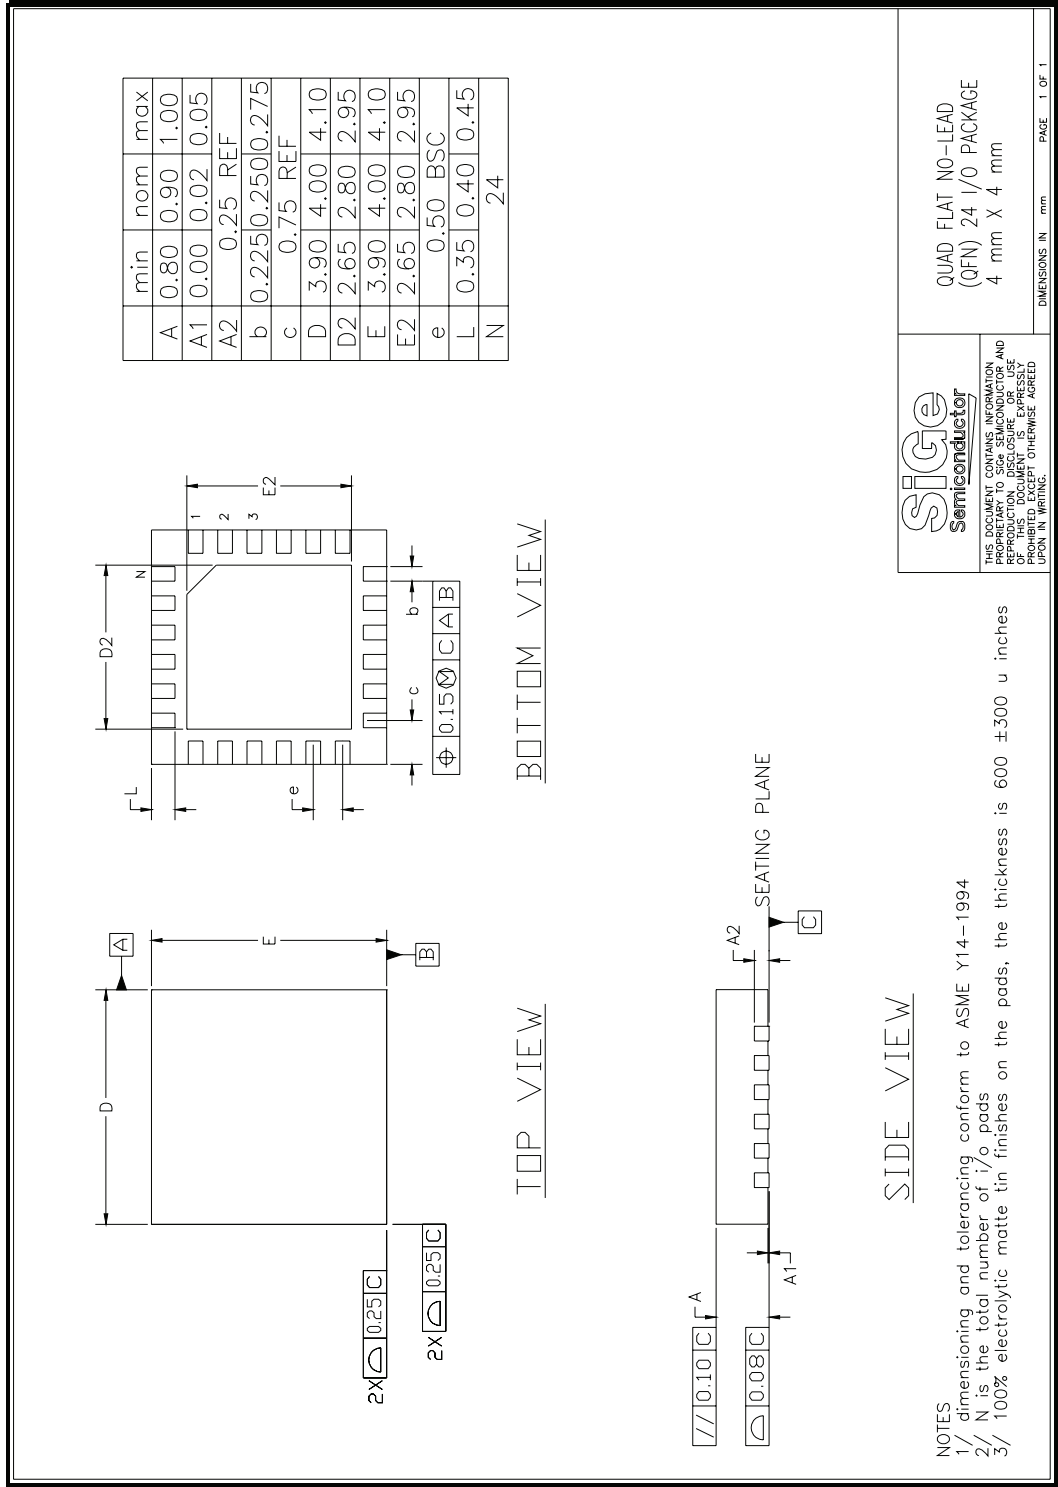 D
E
A
B
2X 0.25 C
2X 0.25 C
TOP VIEW
D2
E2
L
e
N
1
2
3
c
b
0.15 M C A B
BOTTOM VIEW
min nom max
A 0.80 0.90 1.00
A1 0.00 0.02 0.05
A2 0.25 REF
b 0.225 0.250 0.275
c 0.75 REF
D 3.90 4.00 4.10
D2 2.65 2.80 2.95
E 3.90 4.00 4.10
E2 2.65 2.80 2.95
e 0.50 BSC
L 0.35 0.40 0.45
N 24
// 0.10 C
0.08 C
A
A1
A2
SEATING PLANE
C
SIDE VIEW
NOTES
1/ dimensioning and tolerancing conform to ASME Y14-1994
2/ N is the total number of i/o pads
3/ 100% electrolytic matte tin finishes on the pads, the thickness is 600 ±300 u inches
SiGe
Semiconductor
THIS DOCUMENT CONTAINS INFORMATION
PROPRIETARY TO SiGe SEMICONDUCTOR AND
REPRODUCTION, DISCLOSURE OR USE
OF THIS DOCUMENT IS EXPRESSLY
PROHIBITED EXCEPT OTHERWISE AGREED
UPON IN WRITING.
QUAD FLAT NO-LEAD
(QFN) 24 I/O PACKAGE
4 mm X 4 mm
DIMENSIONS IN mm PAGE 1 OF 1